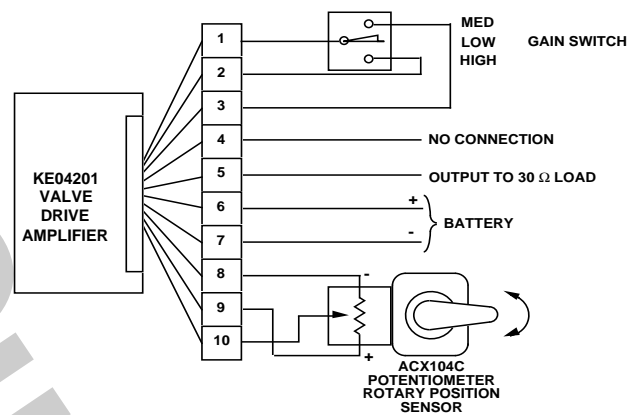 MED
1
LOW
GAIN SWITCH
HIGH
2
3
4
NO CONNECTION
KE04201
VALVE
DRIVE
AMPLIFIER
5
OUTPUT TO 30 Ω LOAD
6
+
BATTERY
7
-
8
-
9
10
+
ACX104C
POTENTIOMETER
ROTARY POSITION
SENSOR